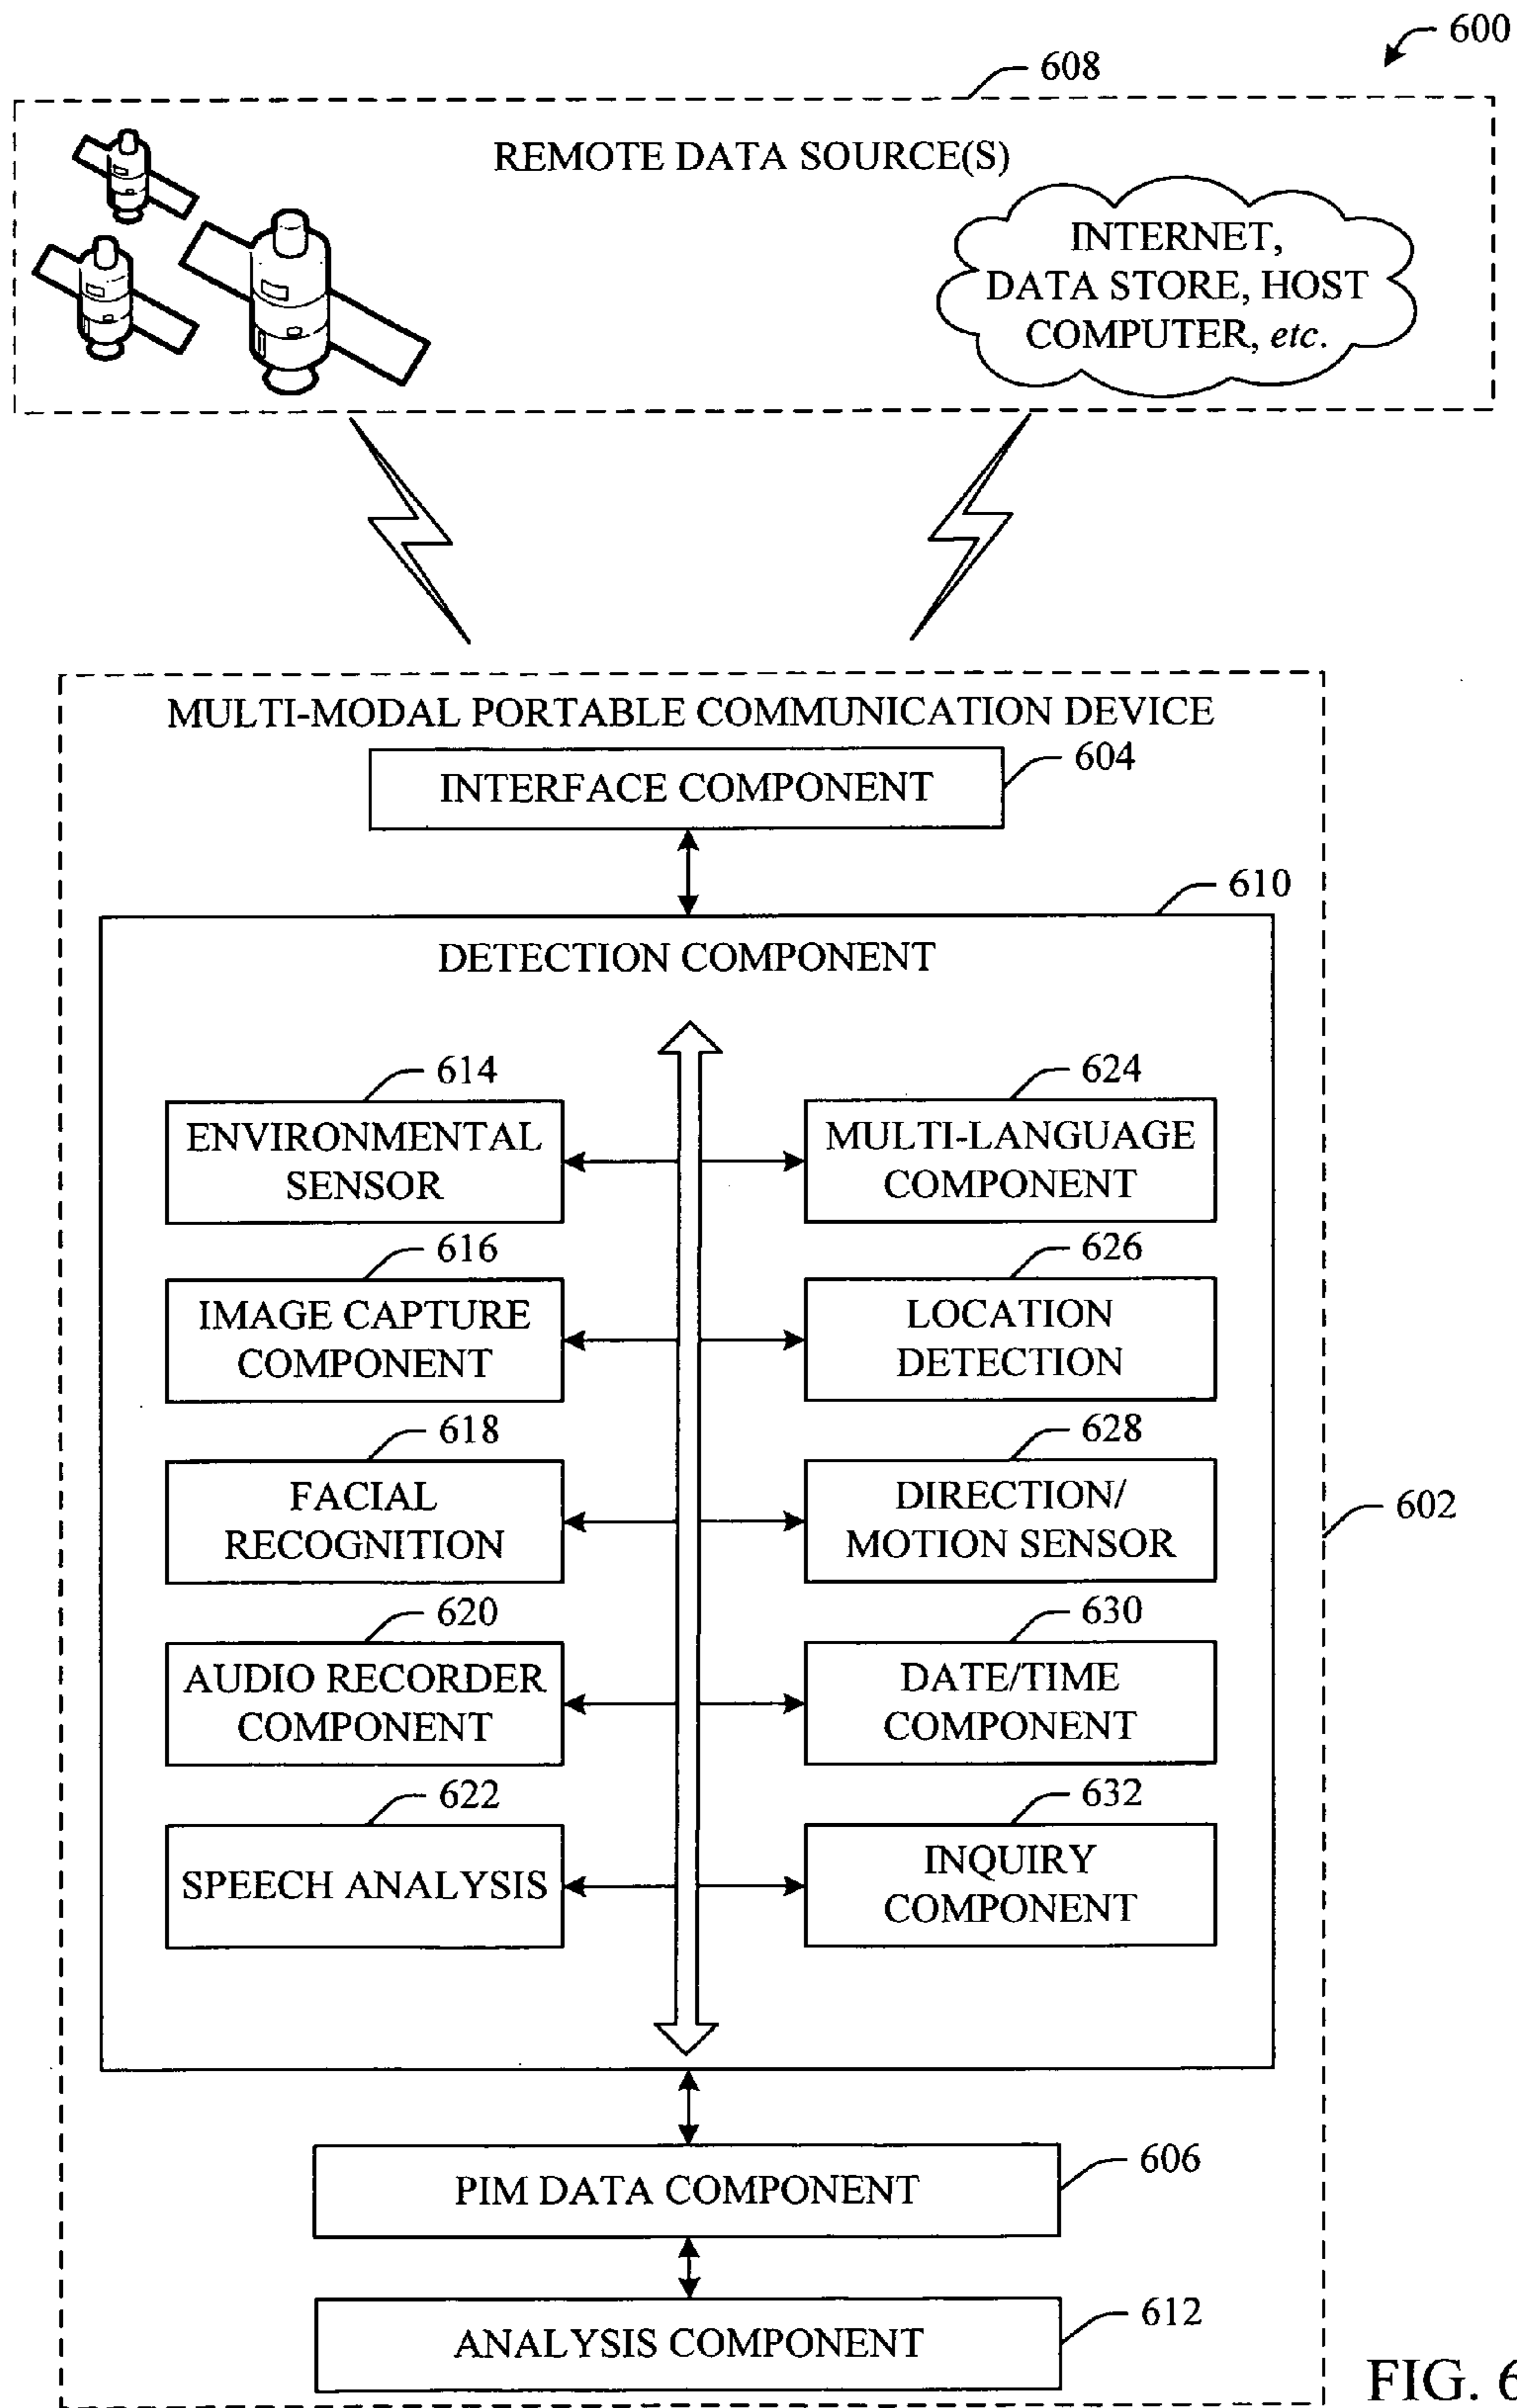 600
608
REMOTE DATA SOURCE(S)
INTERNET,
DATA STORE, HOST
COMPUTER, etc.
MULTI-MODAL PORTABLE COMMUNICATION DEVICE
INTERFACE COMPONENT
604
610
DETECTION COMPONENT
614
ENVIRONMENTAL
SENSOR
624
MULTI-LANGUAGE
COMPONENT
616
IMAGE CAPTURE
COMPONENT
626
LOCATION
DETECTION
618
FACIAL
RECOGNITION
628
DIRECTION/
MOTION SENSOR
602
620
AUDIO RECORDER
COMPONENT
630
DATE/TIME
COMPONENT
622
SPEECH ANALYSIS
632
INQUIRY
COMPONENT
PIM DATA COMPONENT
606
ANALYSIS COMPONENT
612
FIG. 6